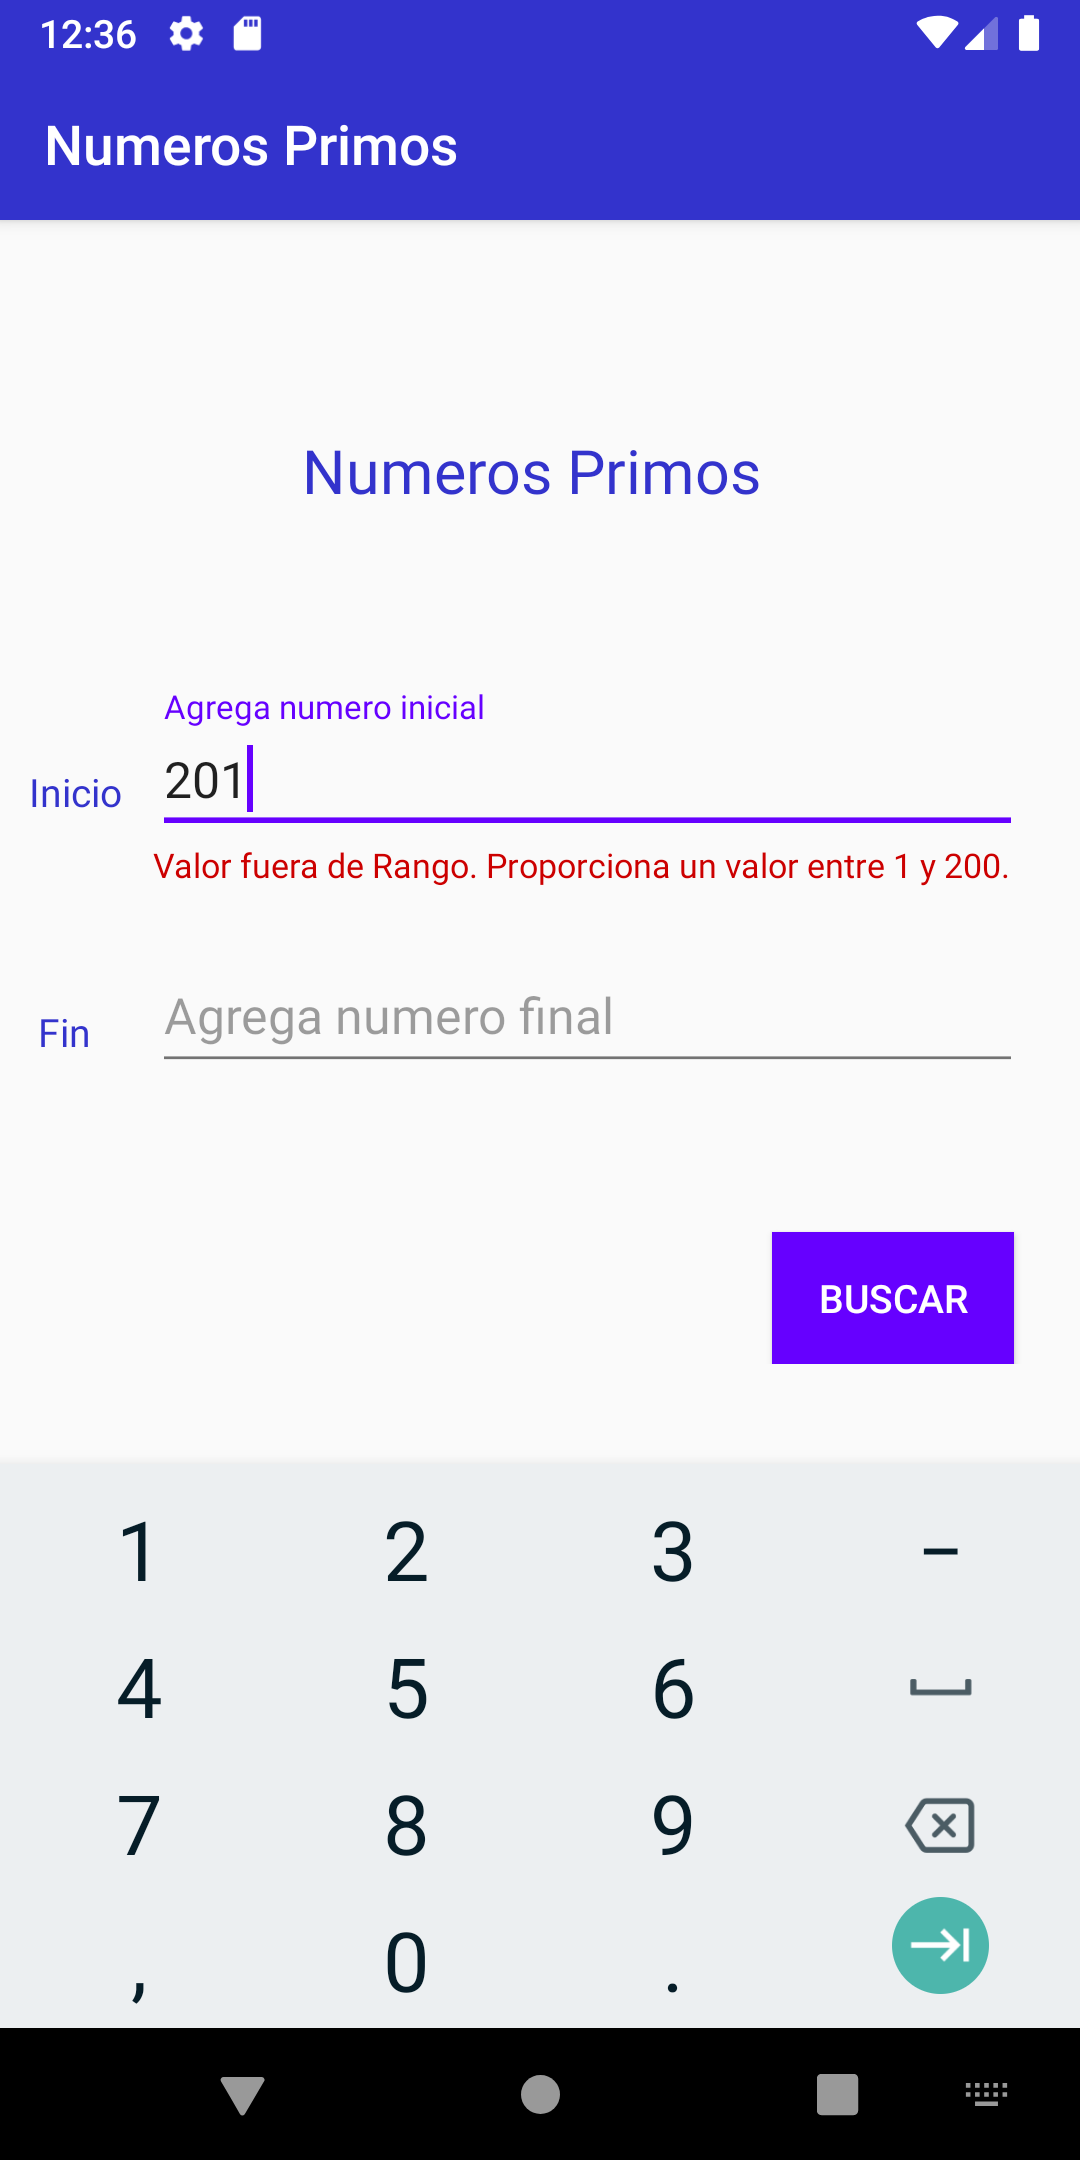 12:36
Numeros Primos
Numeros Primos
Agrega numero inicial
Inicio 201
Valor fuera de Rango. Proporciona un valor entre 1 y 200.
Fin Agrega numero final
BUSCAR
1 2 3 –
4 5 6
7 8 9
, 0 .